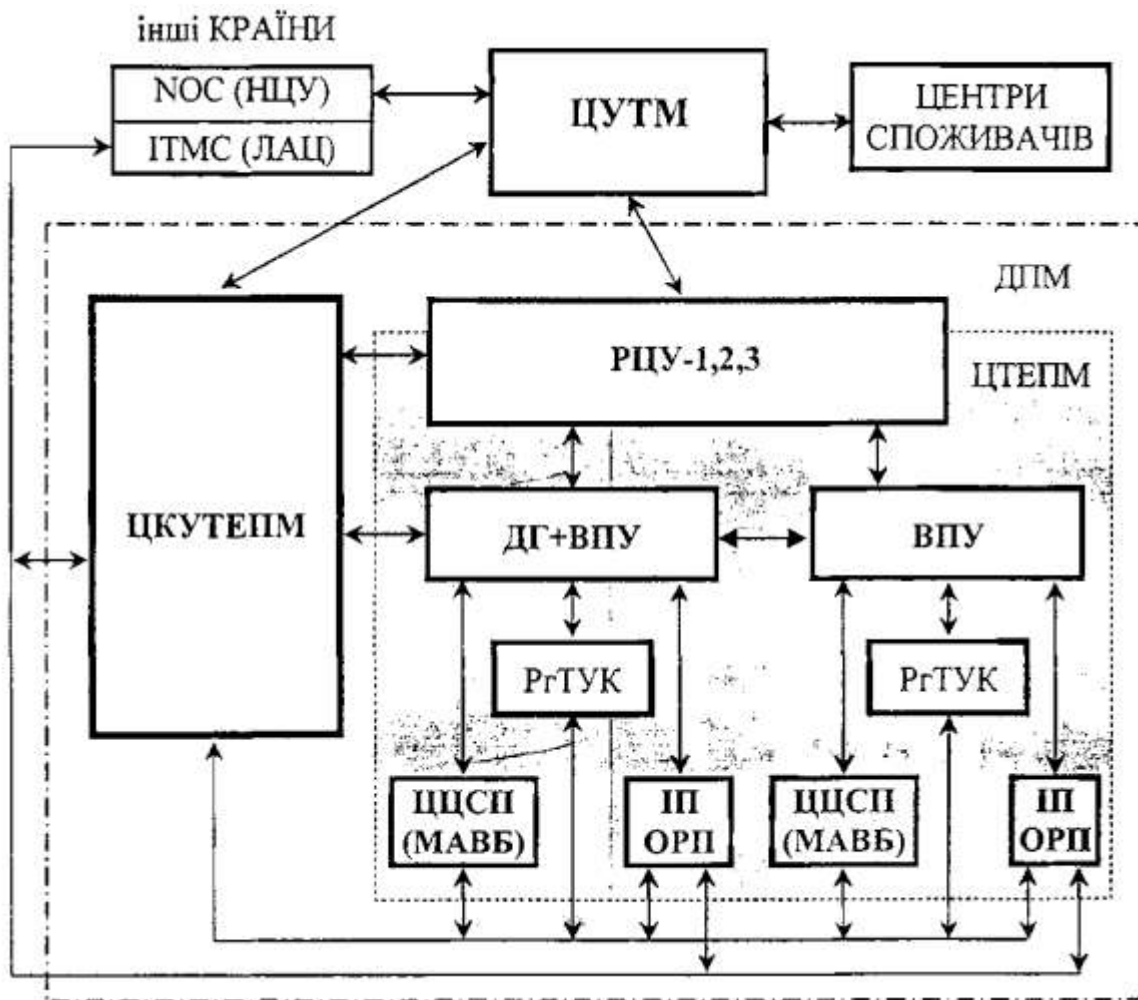 інші КРАЇНИ
NOC (НЦУ)
ІТМС (ЛАЦ)
ЦУТМ
ЦЕНТРИ
СПОЖИВАЧІВ
ДПМ
РЦУ-1,2,3
ЦТЕПМ
ЦКУТЕПМ
ДГ+ВПУ
ВПУ
РгТУК
РгТУК
ЦЦСП
(МАВБ)
ІП
ОРП
ЦЦСП
(МАВБ)
ІП
ОРП